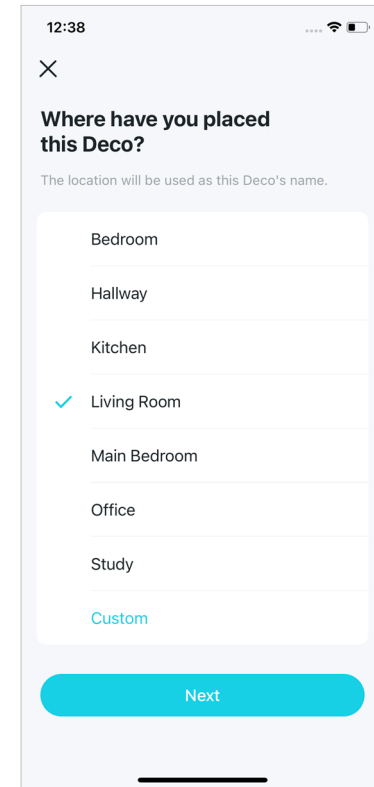 12:38
Where have you placed
this Deco?
The location will be used as this Deco's name.
Bedroom
Hallway
Kitchen
Living Room
Main Bedroom
Office
Study
Custom
Next